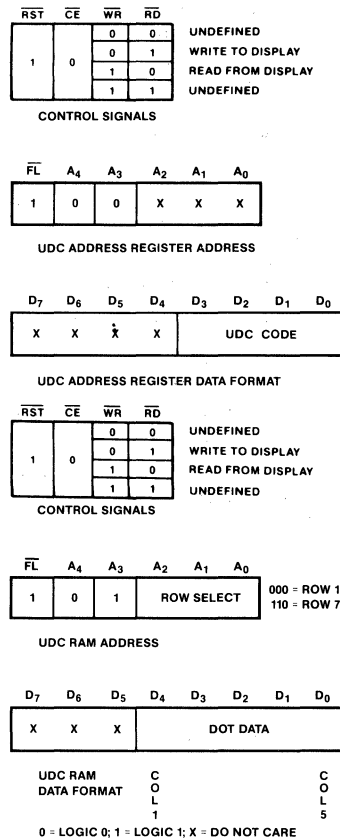 RST CE WR RD
0 0 UNDEFINED
1 0 0 1 WRITE TO DISPLAY
1 0 READ FROM DISPLAY
1 1 UNDEFINED
CONTROL SIGNALS
FL A4 A3 A2 A1 A0
1 0 0 X X X
UDC ADDRESS REGISTER ADDRESS
D7 D6 D5 D4 D3 D2 D1 D0
X X X X UDC CODE
UDC ADDRESS REGISTER DATA FORMAT
RST CE WR RD
0 0 UNDEFINED
1 0 0 1 WRITE TO DISPLAY
1 0 READ FROM DISPLAY
1 1 UNDEFINED
CONTROL SIGNALS
FL A4 A3 A2 A1 A0
1 0 1 ROW SELECT 000 = ROW 1
110 = ROW 7
UDC RAM ADDRESS
D7 D6 D5 D4 D3 D2 D1 D0
X X X DOT DATA
UDC RAM C C
DATA FORMAT O O
L L
1 5
0 = LOGIC 0; 1 = LOGIC 1; X = DO NOT CARE